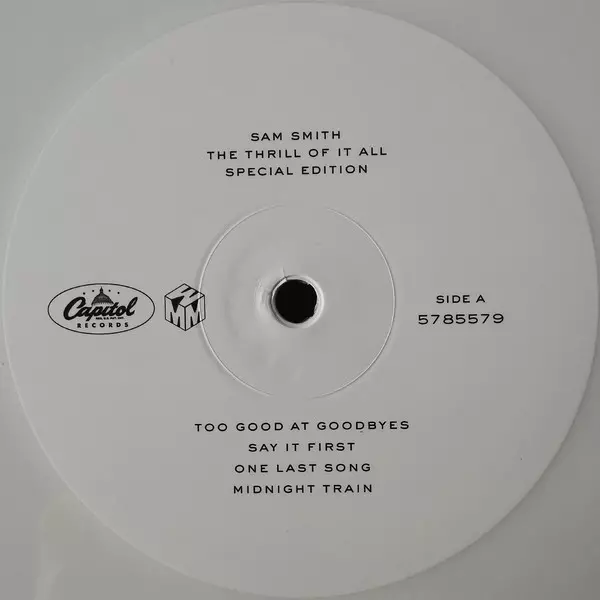 SAM SMITH
THE THRILL OF IT ALL
SPECIAL EDITION
Capitol
RECORDS
MMM
SIDE A
5785579
TOO GOOD AT GOODBYES
SAY IT FIRST
ONE LAST SONG
MIDNIGHT TRAIN